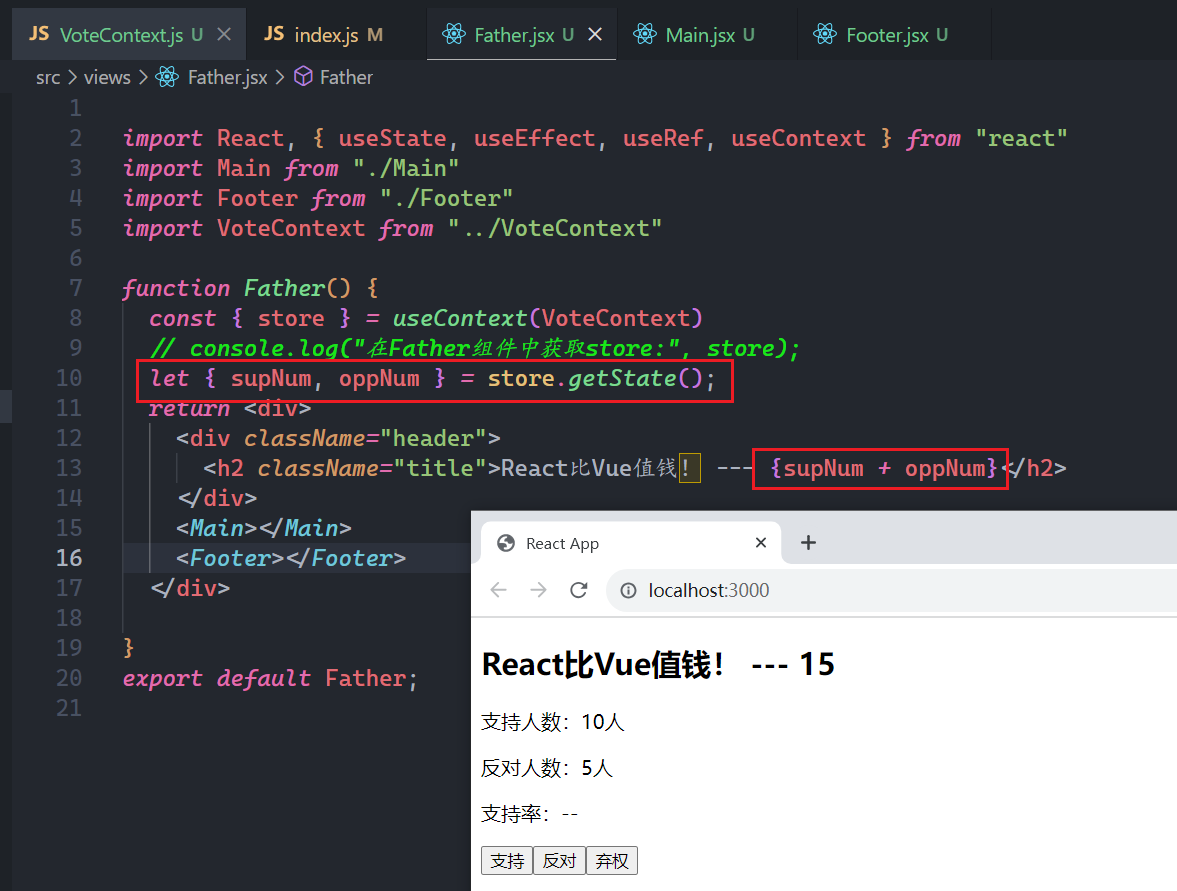 JS VoteContext.js U
JS index.js M
Father.jsx U
Main.jsx U
Footer.jsx U
src > views > Father.jsx > Father
1
2 import React, { useState, useEffect, useRef, useContext } from "react"
3 import Main from "./Main"
4 import Footer from "./Footer"
5 import VoteContext from "../VoteContext"
6
7 function Father() {
8 const { store } = useContext(VoteContext)
9 // console.log("在Father组件中获取store:", store);
10 let { supNum, oppNum } = store.getState();
11 return <div>
12 <div className="header">
13 <h2 className="title">React比Vue值钱！ --- {supNum + oppNum}</h2>
14 </div>
15 <Main></Main>
16 <Footer></Footer>
17 </div>
18
19 }
20 export default Father;
21
React App
localhost:3000
React比Vue值钱！ --- 15
支持人数：10人
反对人数：5人
支持率：--
支持 反对 弃权